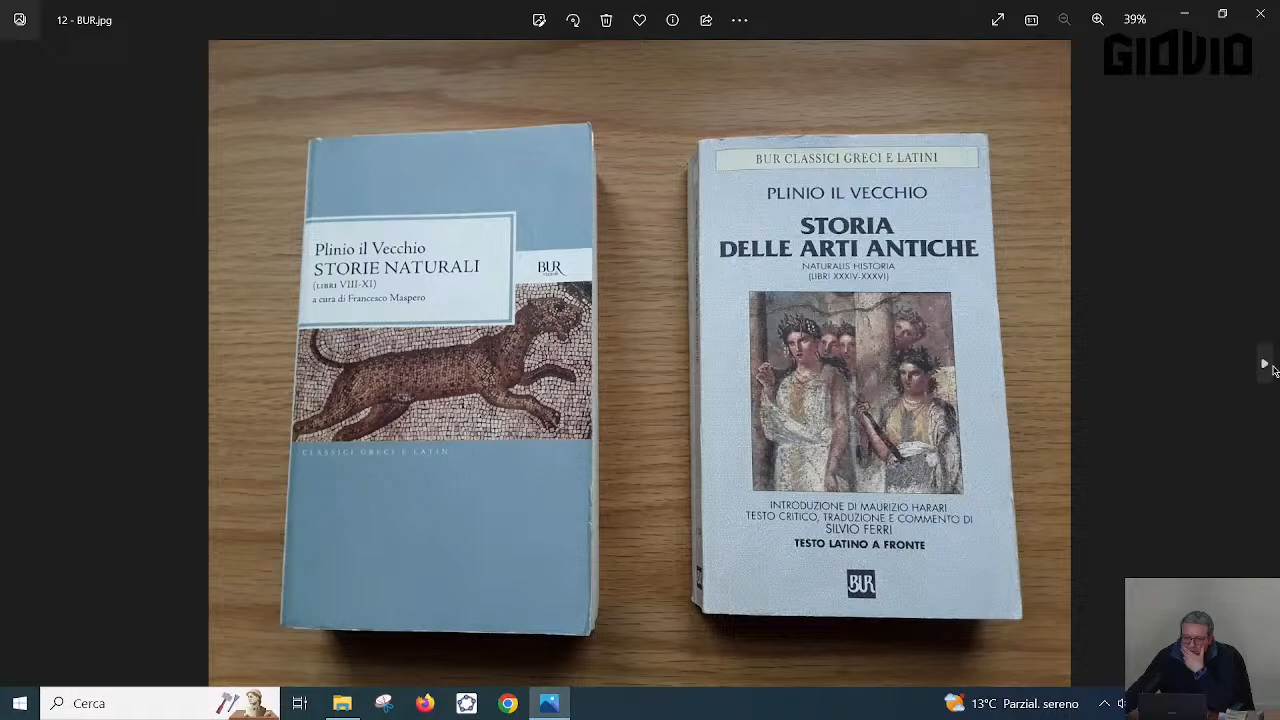 12 - BUR.jpg
39%
GIOVIO
Plinio il Vecchio
STORIE NATURALI
(LIBRI VIII-XI)
a cura di Francesco Maspero
BUR
CLASSICI GRECI E LATIN
BUR CLASSICI GRECI E LATINI
PLINIO IL VECCHIO
STORIA
DELLE ARTI ANTICHE
NATURALIS HISTORIA
(LIBRI XXXIV-XXXVI)
INTRODUZIONE DI MAURIZIO HARARI
TESTO CRITICO, TRADUZIONE E COMMENTO DI
SILVIO FERRI
TESTO LATINO A FRONTE
BUR
Cerca
13°C Parzial. sereno